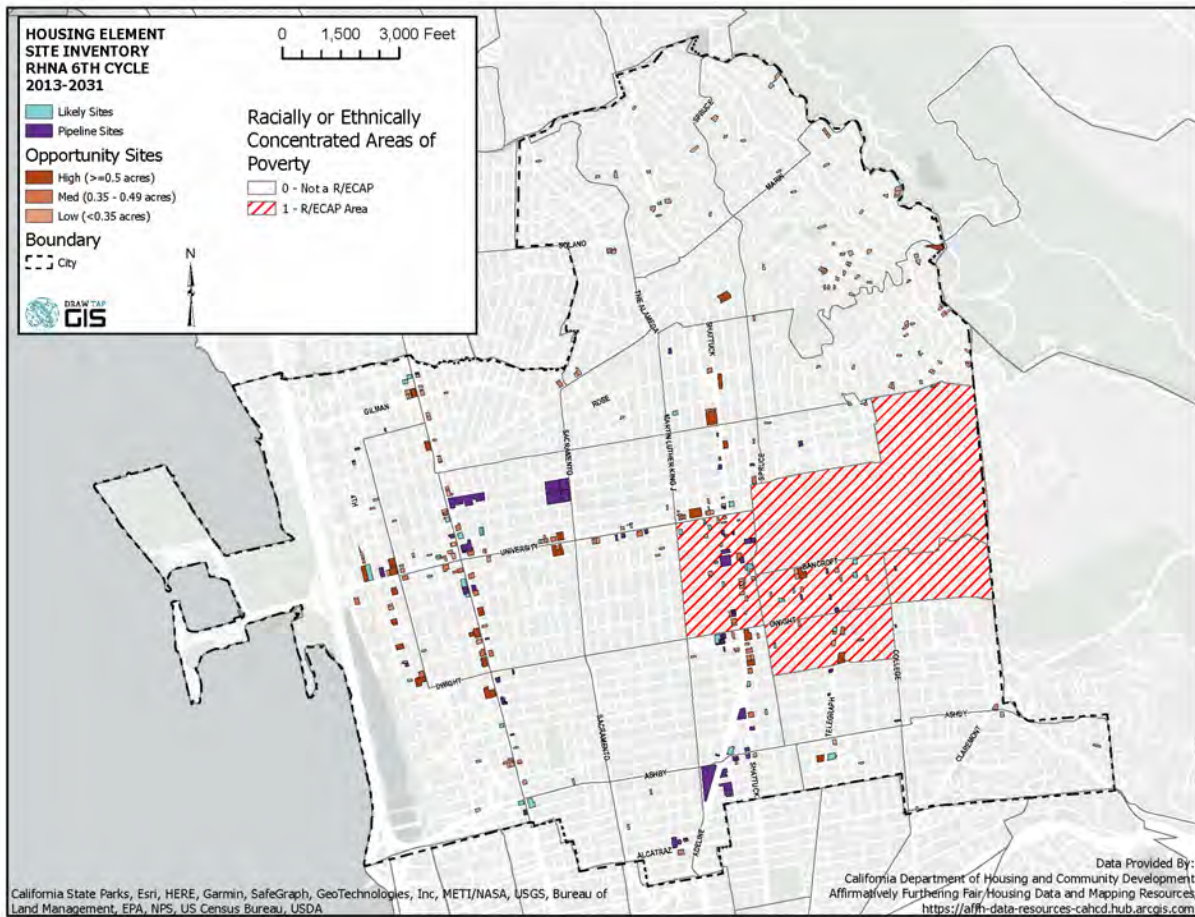 HOUSING ELEMENT
SITE INVENTORY
RHNA 6TH CYCLE
2013-2031
Likely Sites
Pipeline Sites
Opportunity Sites
High (>=0.5 acres)
Med (0.35 - 0.49 acres)
Low (<0.35 acres)
Boundary
City
DRAW TAP
GIS
0 1,500 3,000 Feet
Racially or Ethnically
Concentrated Areas of
Poverty
0 - Not a R/ECAP
1 - R/ECAP Area
N
SPRUCE
MARIN
SOLANO
THE ALAMEDA
SHATTUCK
GILMAN
ROSE
SACRAMENTO
MARTIN LUTHER KING J
SPRUCE
4TH
UNIVERSITY
BANCROFT
DWIGHT
DWIGHT
COLLEGE
SACRAMENTO
TELEGRAPH
ASHBY
CLAREMONT
ASHBY
SHATTUCK
ADELINE
ALCATRAZ
California State Parks, Esri, HERE, Garmin, SafeGraph, GeoTechnologies, Inc, METI/NASA, USGS, Bureau of
Land Management, EPA, NPS, US Census Bureau, USDA
Data Provided By:
California Department of Housing and Community Development
Affirmatively Furthering Fair Housing Data and Mapping Resources
https://affh-data-resources-cahcd.hub.arcgis.com